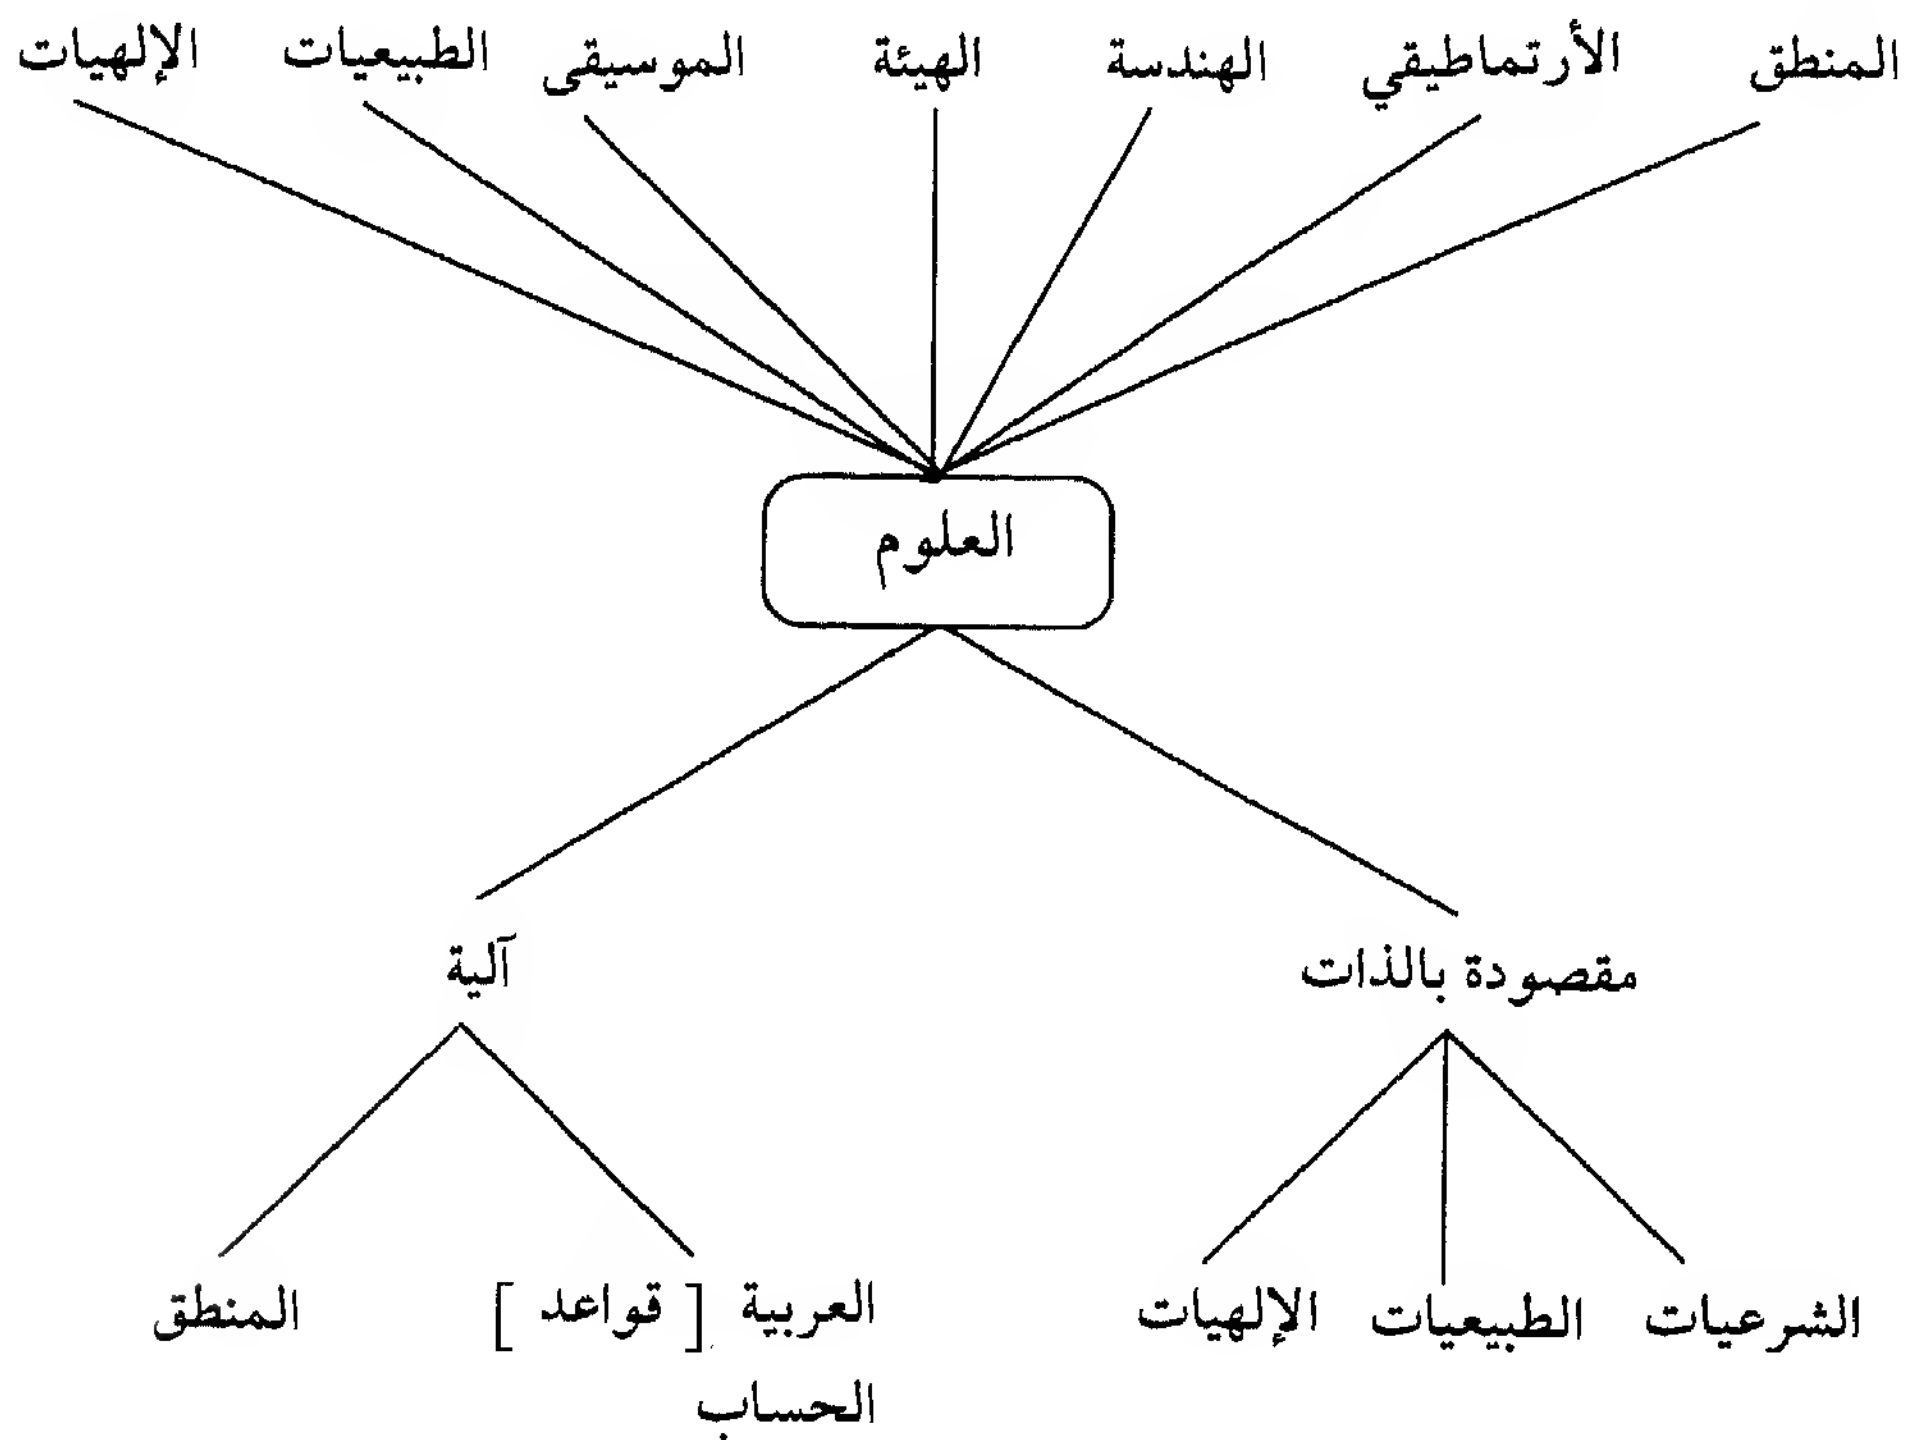 المنطق الأرتماطيقي الهندسة الهيئة الموسيقى الطبيعيات الإلهيات
العلوم
مقصودة بالذات آلية
الشرعيات الطبيعيات الإلهيات العربية [ قواعد ] المنطق
الحساب